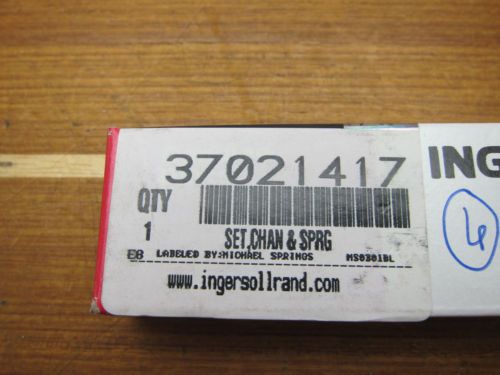 37021417
ING
QTY
1
SET,CHAN & SPRG
E8 LABELED BY:MICHAEL SPRINGS MS0301BL
www.ingersollrand.com
4